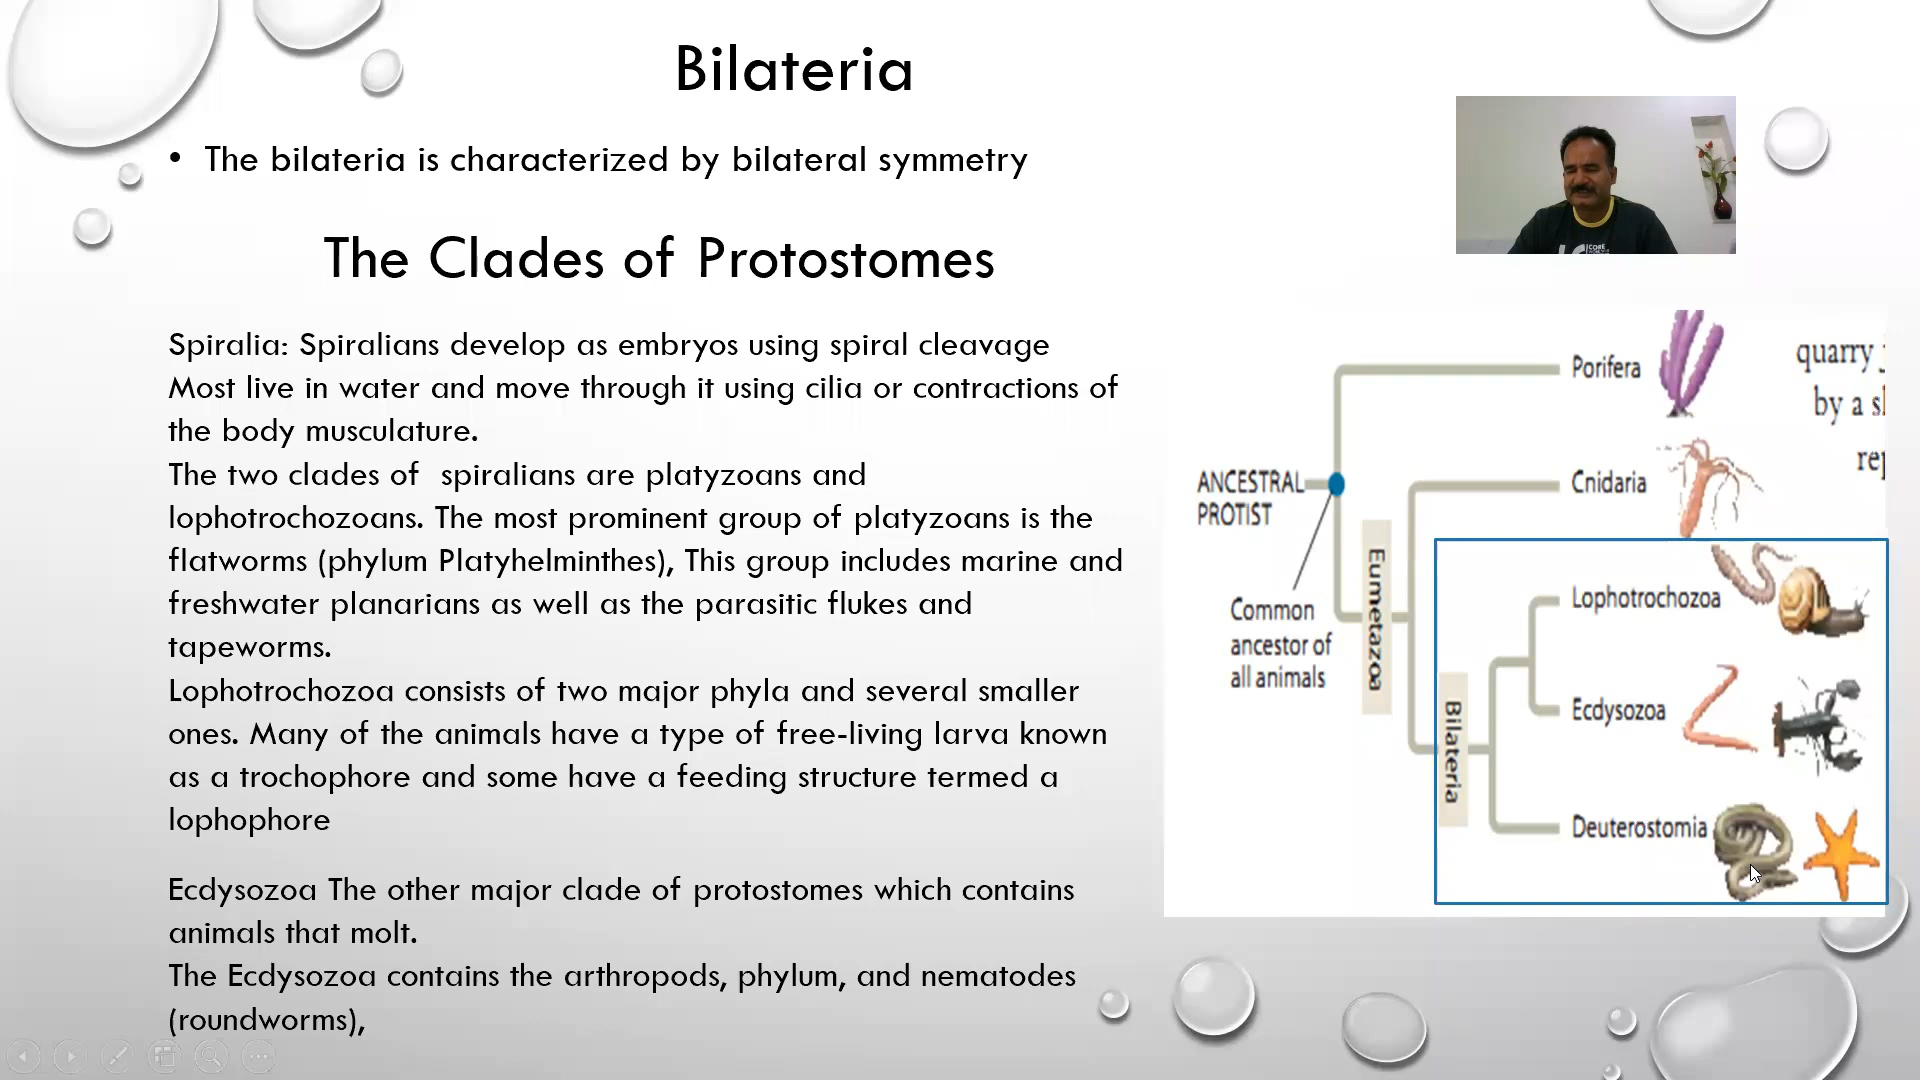 Bilateria
• The bilateria is characterized by bilateral symmetry
The Clades of Protostomes
Spiralia: Spiralians develop as embryos using spiral cleavage
Most live in water and move through it using cilia or contractions of
the body musculature.
The two clades of spiralians are platyzoans and
lophotrochozoans. The most prominent group of platyzoans is the
flatworms (phylum Platyhelminthes), This group includes marine and
freshwater planarians as well as the parasitic flukes and
tapeworms.
Lophotrochozoa consists of two major phyla and several smaller
ones. Many of the animals have a type of free-living larva known
as a trochophore and some have a feeding structure termed a
lophophore
Ecdysozoa The other major clade of protostomes which contains
animals that molt.
The Ecdysozoa contains the arthropods, phylum, and nematodes
(roundworms),
CORE
Porifera
quarry
by a
Cnidaria
ANCESTRAL
PROTIST
Eumetazoa
Common
ancestor of
all animals
Lophotrochozoa
Ecdysozoa
Bilateria
Deuterostomia